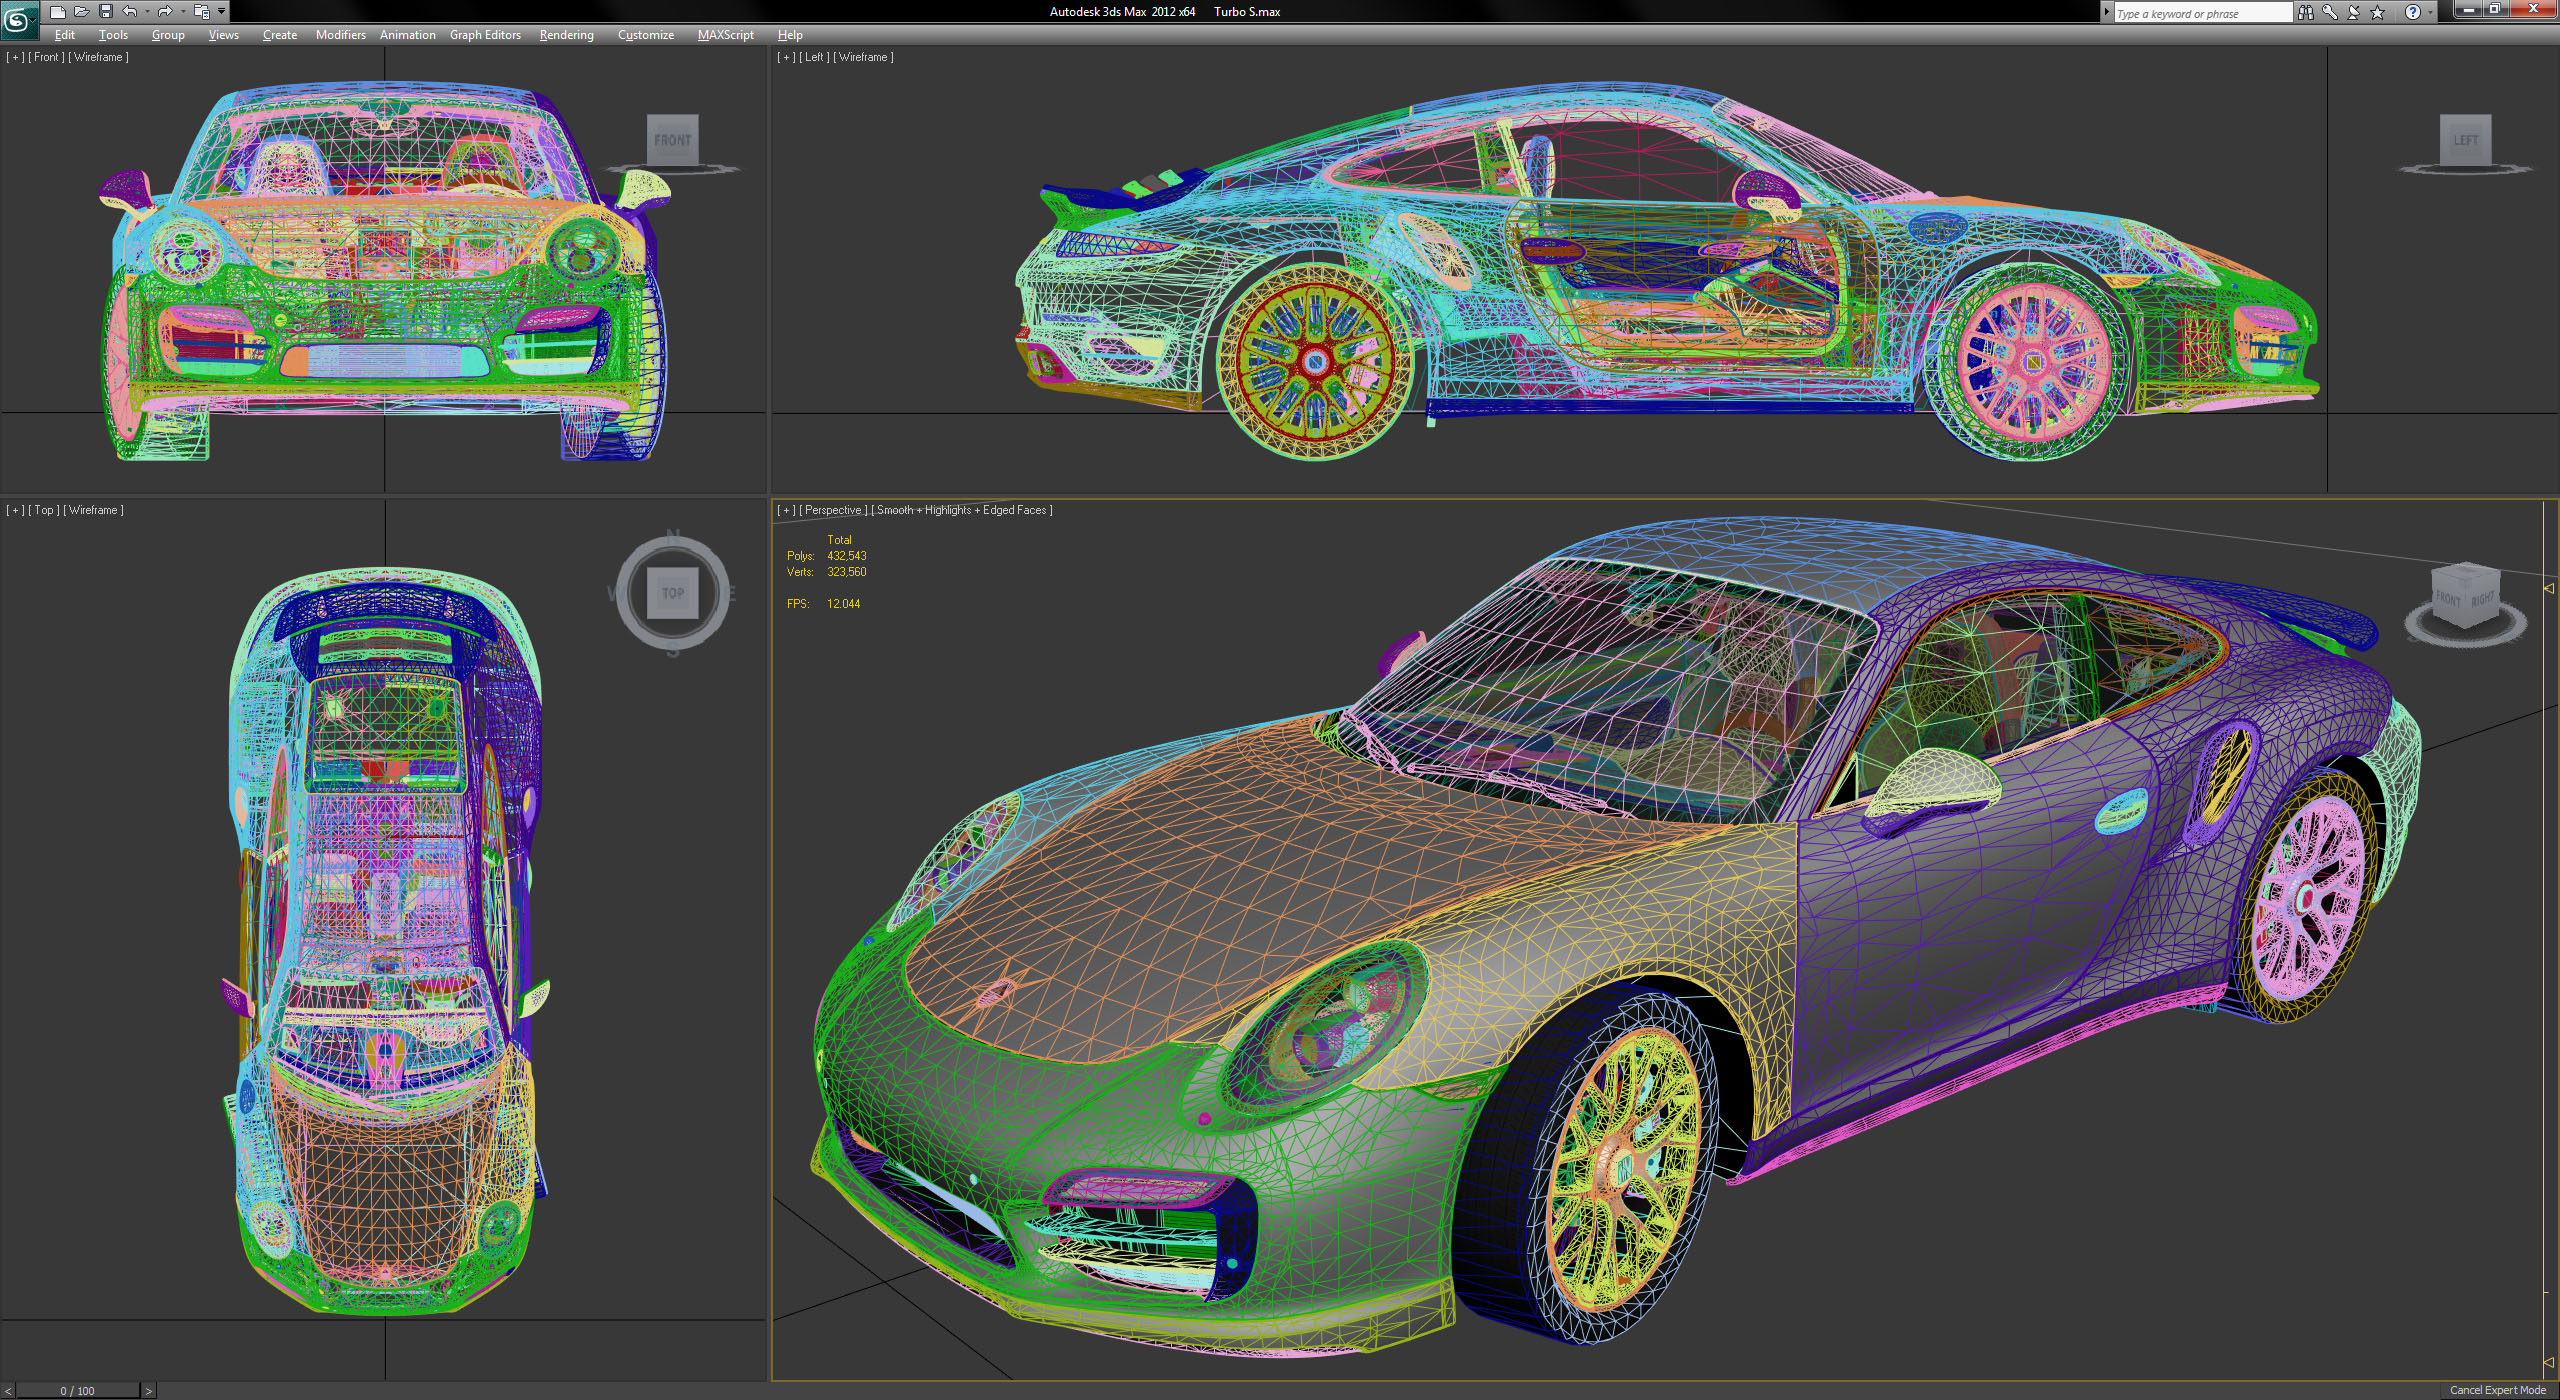 Autodesk 3ds Max 2012 x64 Turbo S.max
Type a keyword or phrase
Edit Tools Group Views Create Modifiers Animation Graph Editors Rendering Customize MAXScript Help
[ + ] [ Front ] [ Wireframe ]
FRONT
[ + ] [ Left ] [ Wireframe ]
LEFT
[ + ] [ Top ] [ Wireframe ]
N
W TOP E
S
[ + ] [ Perspective ] [ Smooth + Highlights + Edged Faces ]
Total
Polys: 432,543
Verts: 323,560
FPS: 12.044
FRONT RIGHT
< 0 / 100 >
Cancel Expert Mode